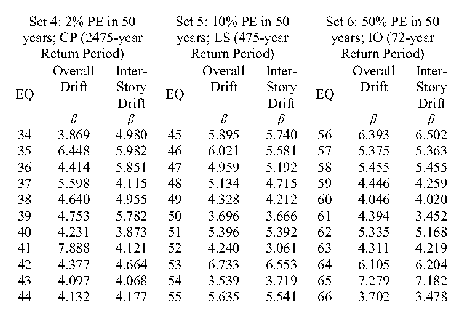 Set 4: 2% PE in 50 Set 5: 10% PE in 50 Set 6: 50% PE in 50
years; CP (2475-year years; LS (475-year years; IO (72-year
Return Period) Return Period) Return Period)
Overall Inter- Overall Inter- Overall Inter-
EQ Drift Story EQ Drift Story EQ Drift Story
Drift Drift Drift
β β β β β β
34 3.869 4.980 45 5.895 5.740 56 6.393 6.502
35 6.448 5.982 46 6.021 5.581 57 5.375 5.363
36 4.414 5.851 47 4.959 5.192 58 5.455 5.455
37 5.598 4.115 48 5.134 4.715 59 4.446 4.259
38 4.640 4.955 49 4.328 4.212 60 4.046 4.020
39 4.753 5.782 50 3.696 3.666 61 4.394 3.452
40 4.231 3.873 51 5.396 5.392 62 5.335 5.168
41 7.888 4.121 52 4.240 3.061 63 4.311 4.219
42 4.377 4.664 53 6.733 6.553 64 6.105 6.204
43 4.097 4.068 54 3.539 3.719 65 7.279 7.182
44 4.132 4.177 55 5.635 5.541 66 3.702 3.478